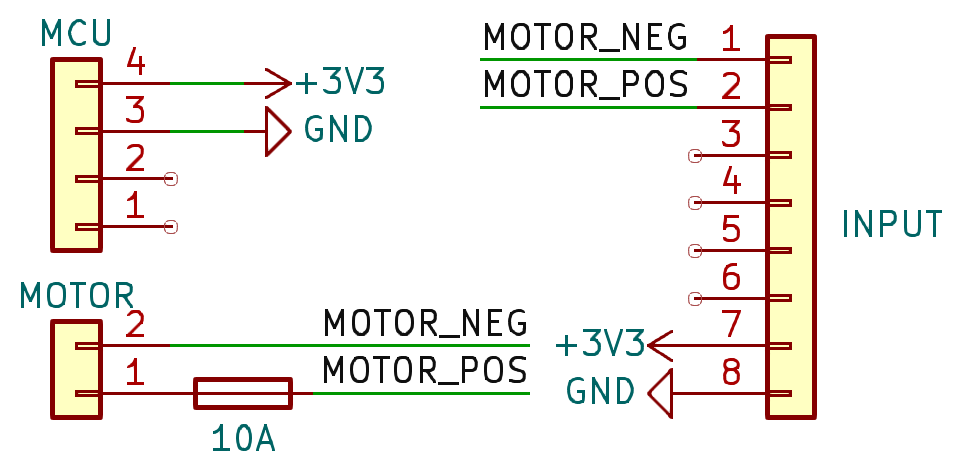 MCU
4
+3V3
3
GND
2
1
MOTOR
2
MOTOR_NEG
1
MOTOR_POS
10A
MOTOR_NEG
1
MOTOR_POS
2
3
4
5
INPUT
6
+3V3
7
GND
8